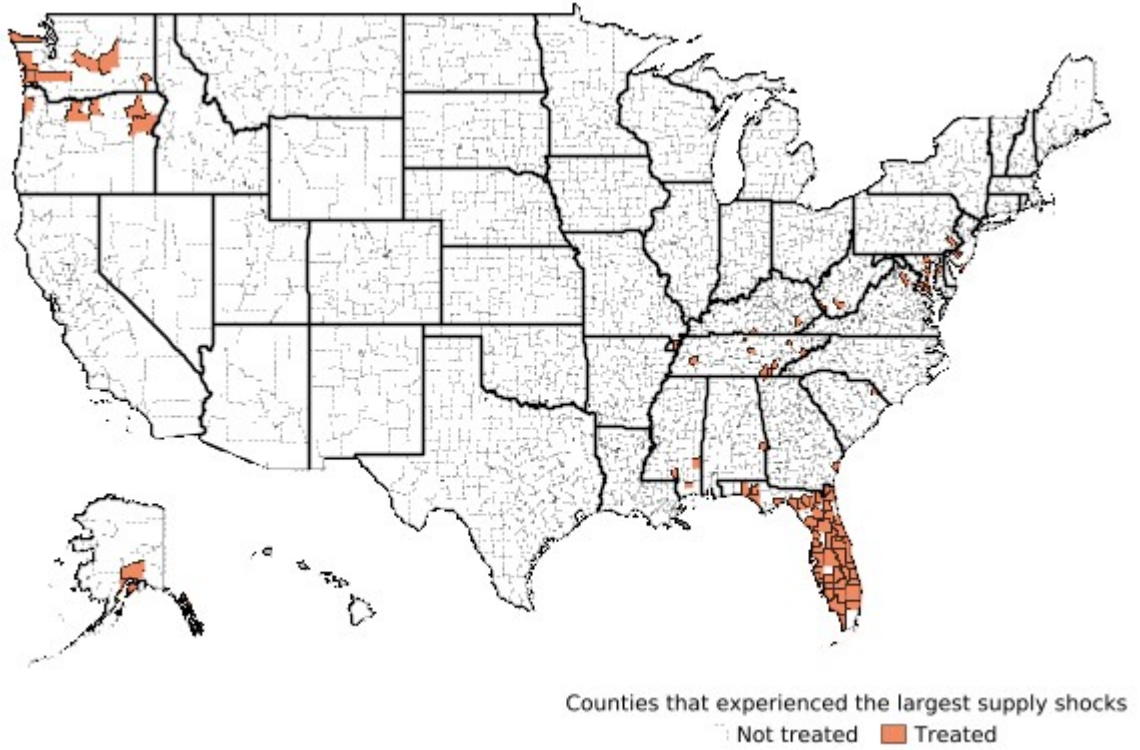 Counties that experienced the largest supply shocks
Not treated Treated